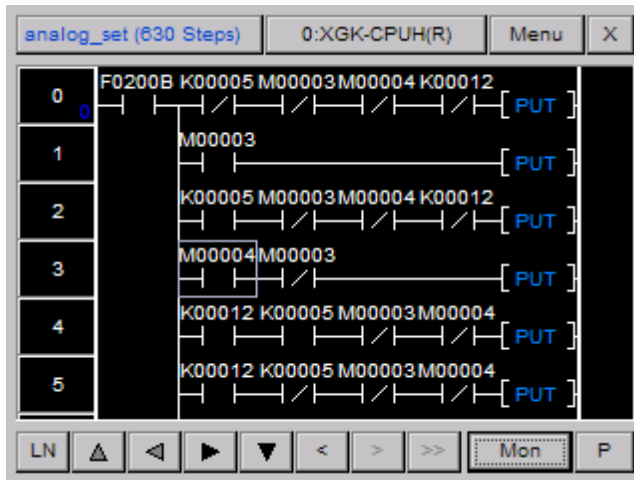 analog_set (630 Steps) 0:XGK-CPUH(R) Menu X
F0200B K00005 M00003 M00004 K00012
0 0 PUT
M00003
1 PUT
K00005 M00003 M00004 K00012
2 PUT
M00004 M00003
3 PUT
K00012 K00005 M00003 M00004
4 PUT
K00012 K00005 M00003 M00004
5 PUT
LN < > >> Mon P